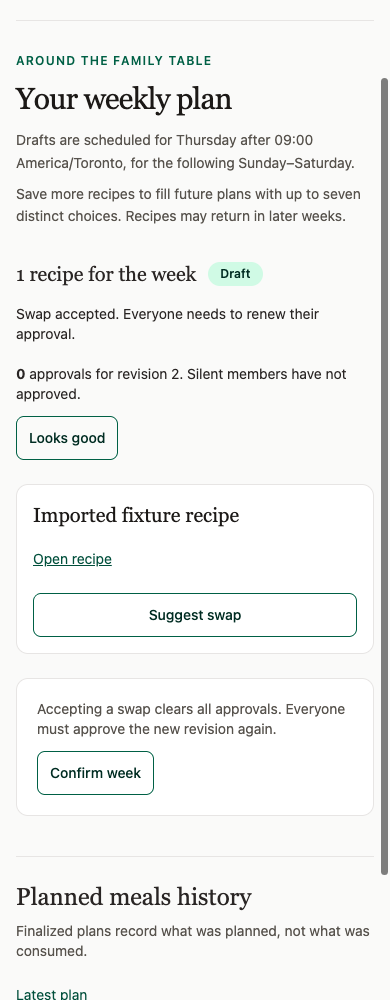 AROUND THE FAMILY TABLE
Your weekly plan
Drafts are scheduled for Thursday after 09:00
America/Toronto, for the following Sunday–Saturday.
Save more recipes to fill future plans with up to seven
distinct choices. Recipes may return in later weeks.
1 recipe for the week Draft
Swap accepted. Everyone needs to renew their
approval.
0 approvals for revision 2. Silent members have not
approved.
Looks good
Imported fixture recipe
Open recipe
Suggest swap
Accepting a swap clears all approvals. Everyone
must approve the new revision again.
Confirm week
Planned meals history
Finalized plans record what was planned, not what was
consumed.
Latest plan